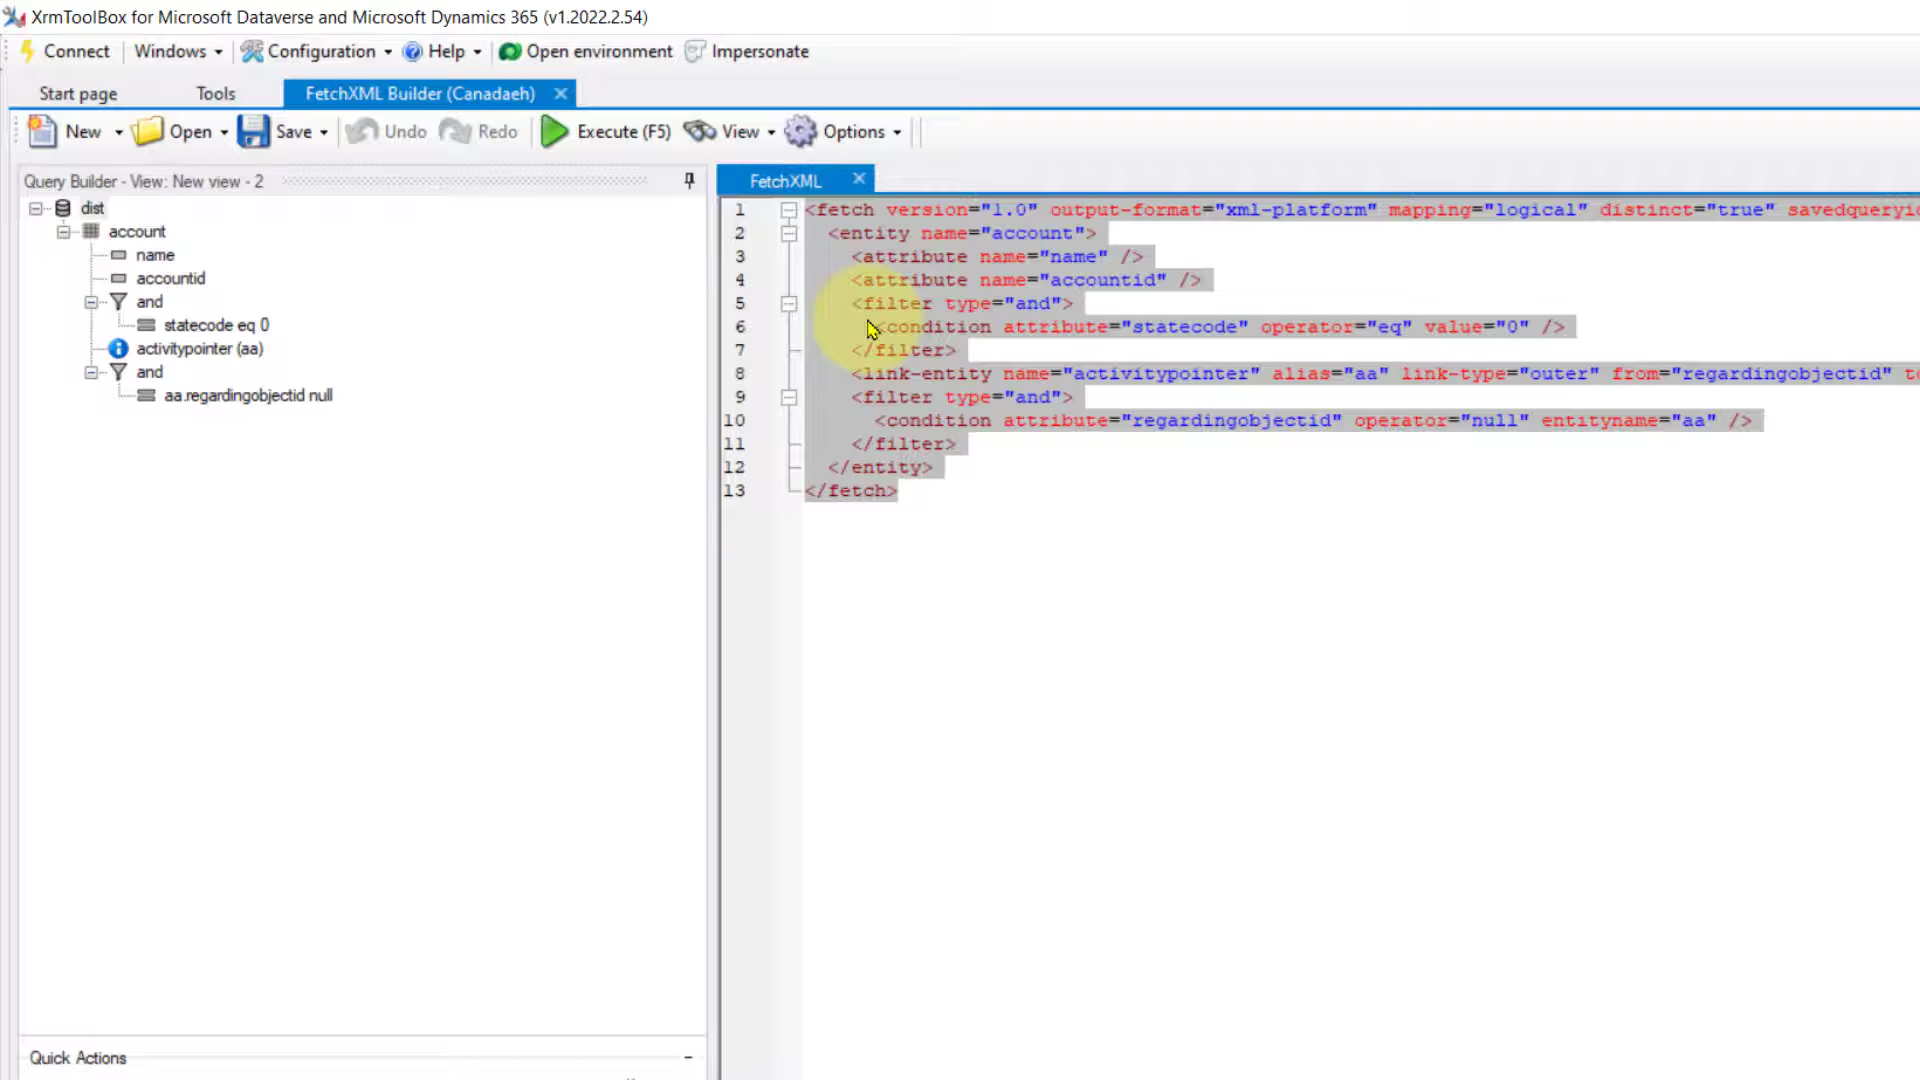 XrmToolBox for Microsoft Dataverse and Microsoft Dynamics 365 (v1.2022.2.54)
Connect Windows Configuration Help Open environment Impersonate
Start page Tools FetchXML Builder (Canadaeh)
New Open Save Undo Redo Execute (F5) View Options
Query Builder - View: New view - 2
dist
account
name
accountid
and
statecode eq 0
activitypointer (aa)
and
aa.regardingobjectid null
Quick Actions
FetchXML
1 <fetch version="1.0" output-format="xml-platform" mapping="logical" distinct="true"
2 <entity name="account">
3 <attribute name="name" />
4 <attribute name="accountid" />
5 <filter type="and">
6 <condition attribute="statecode" operator="eq" value="0" />
7 </filter>
8 <link-entity name="activitypointer" alias="aa" link-type="outer" from="regardingobjectid"
9 <filter type="and">
10 <condition attribute="regardingobjectid" operator="null" entityname="aa" />
11 </filter>
12 </entity>
13 </fetch>